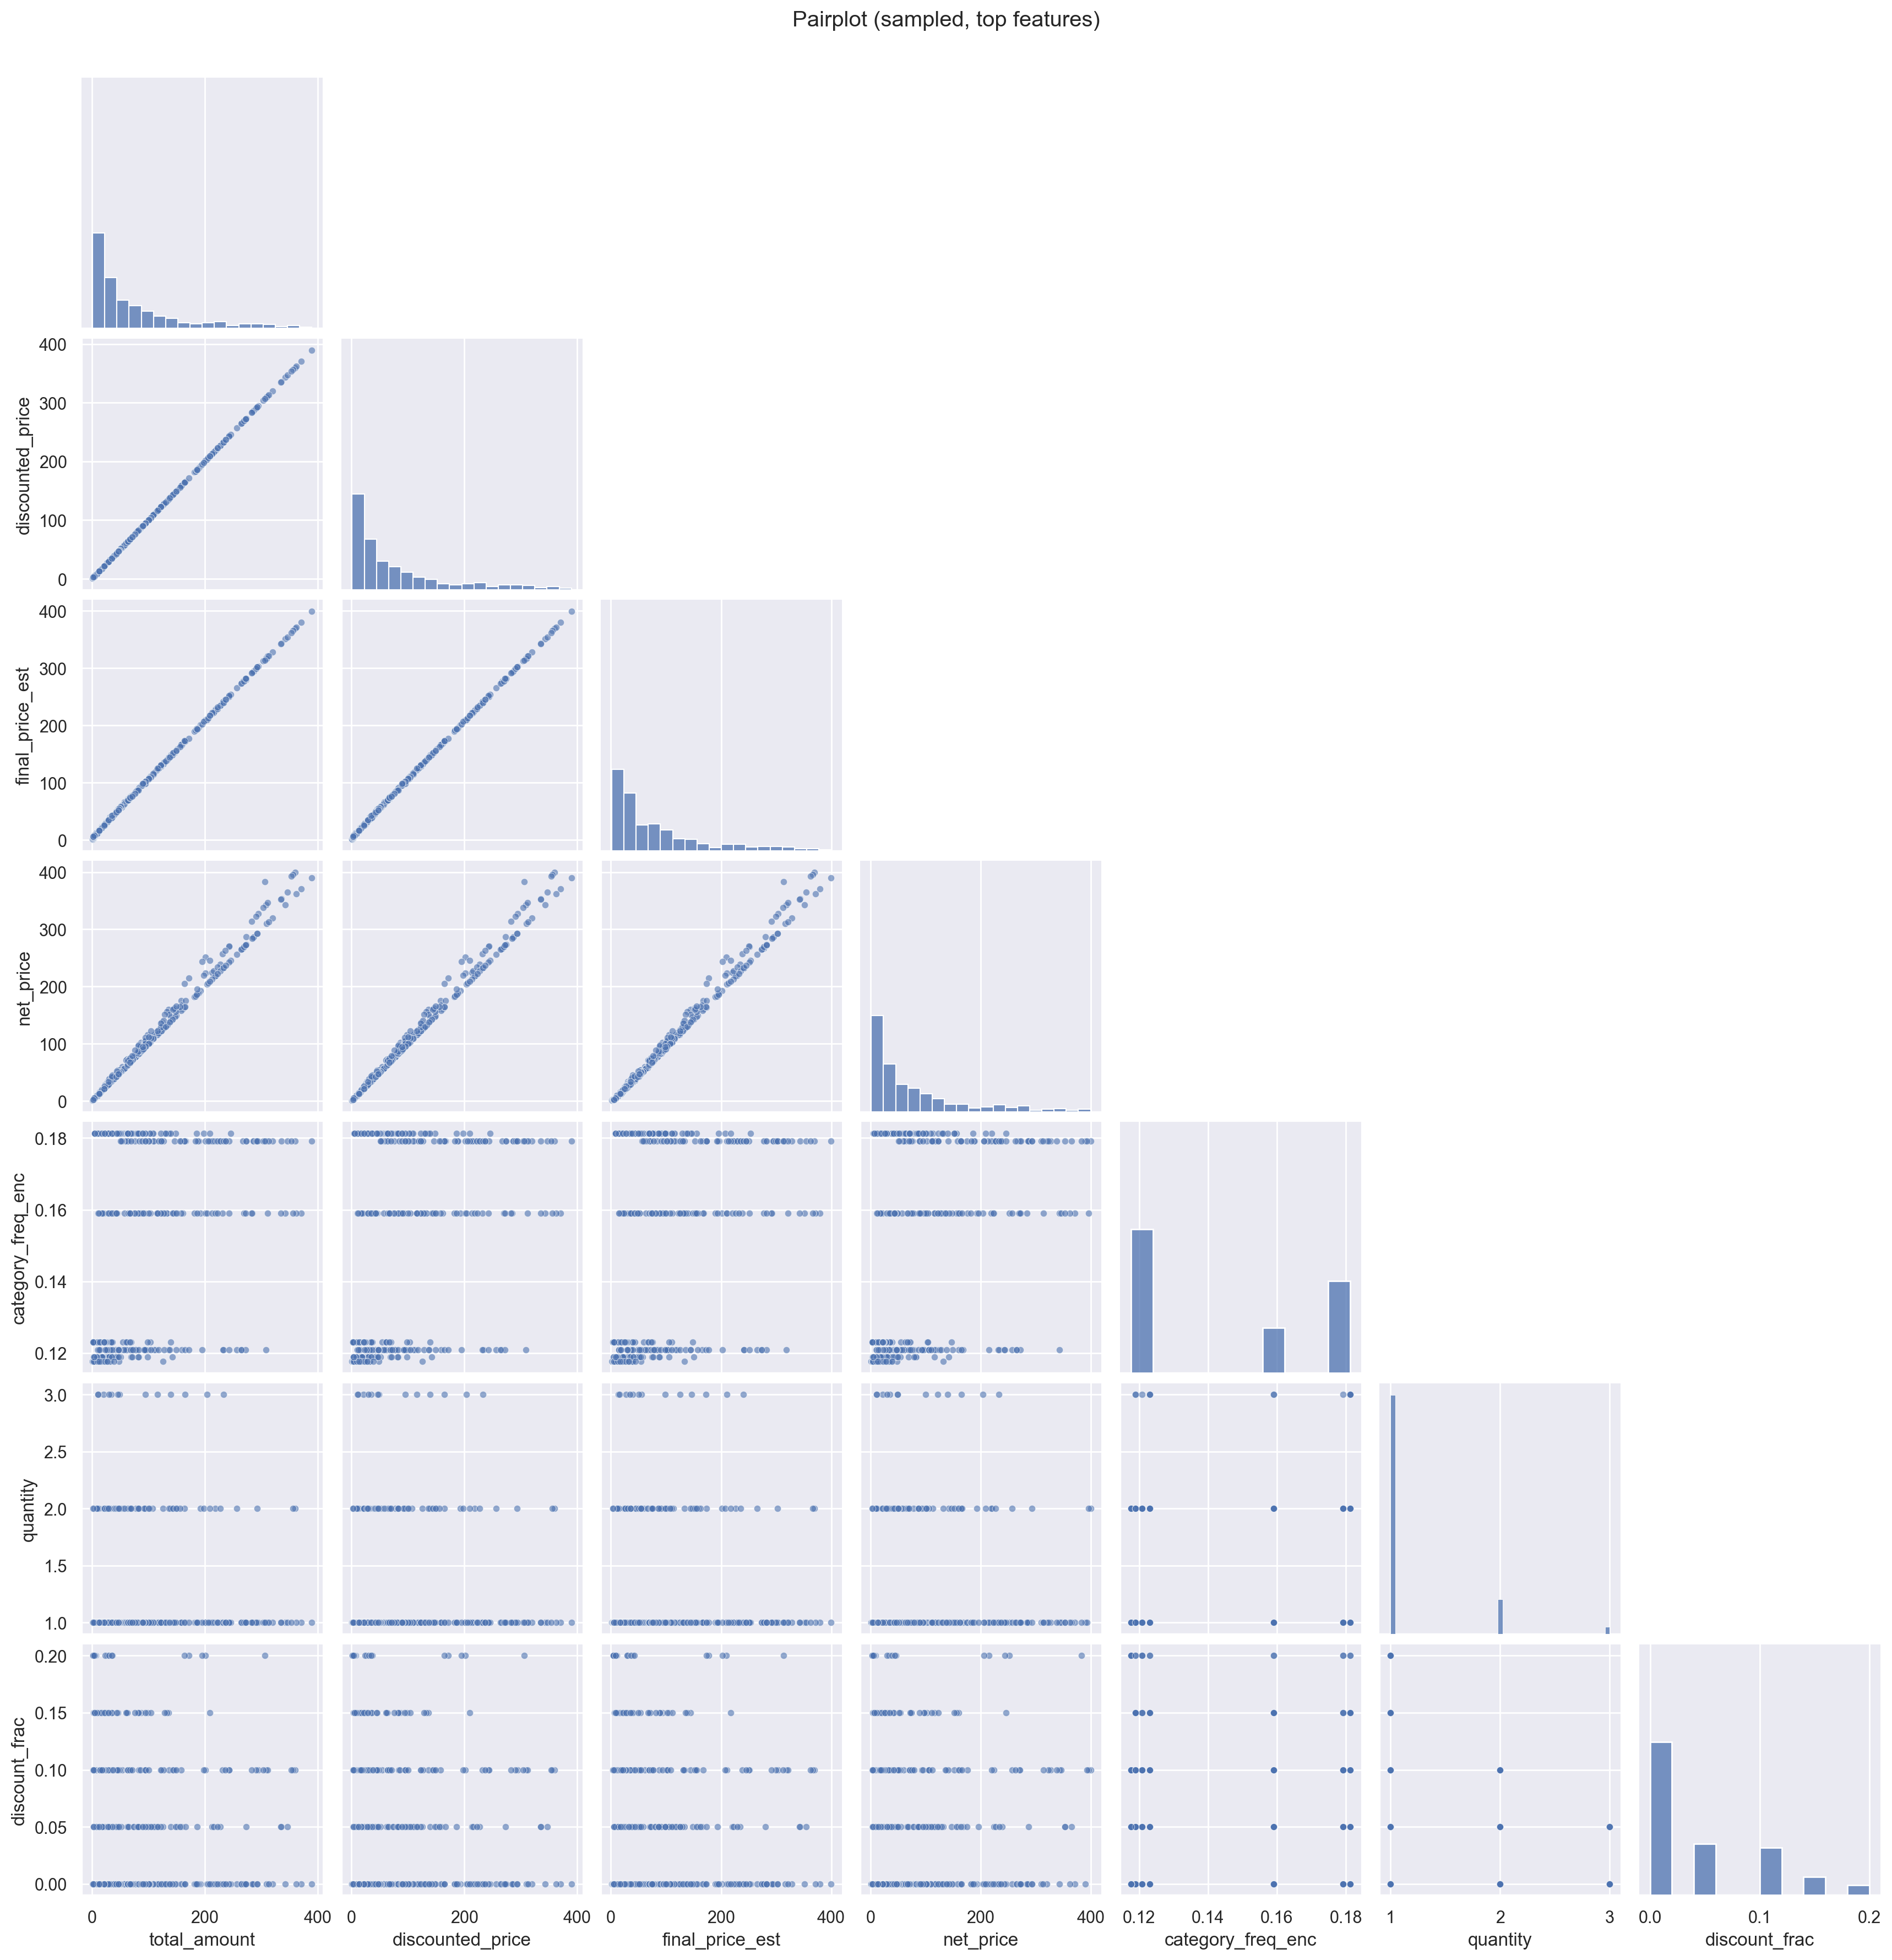 Pairplot (sampled, top features)
400
300
200
100
0
discounted_price
400
300
200
100
0
final_price_est
400
300
200
100
0
net_price
0.18
0.16
0.14
0.12
category_freq_enc
3.0
2.5
2.0
1.5
1.0
quantity
0.20
0.15
0.10
0.05
0.00
discount_frac
0 200 400
total_amount
0 200 400
discounted_price
0 200 400
final_price_est
0 200 400
net_price
0.12 0.14 0.16 0.18
category_freq_enc
1 2 3
quantity
0.0 0.1 0.2
discount_frac